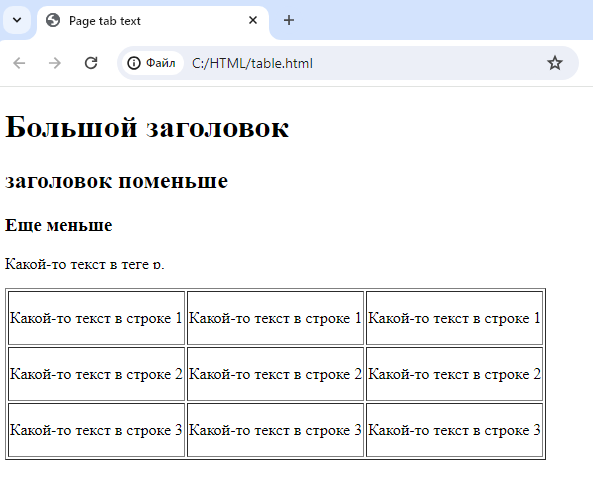 Page tab text
Файл C:/HTML/table.html
Большой заголовок
заголовок поменьше
Еще меньше
Какой-то текст в теге p.
Какой-то текст в строке 1 Какой-то текст в строке 1 Какой-то текст в строке 1
Какой-то текст в строке 2 Какой-то текст в строке 2 Какой-то текст в строке 2
Какой-то текст в строке 3 Какой-то текст в строке 3 Какой-то текст в строке 3